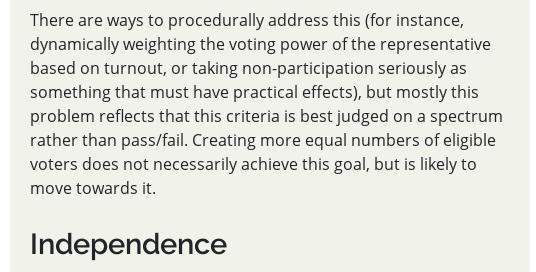 There are ways to procedurally address this (for instance,
dynamically weighting the voting power of the representative
based on turnout, or taking non-participation seriously as
something that must have practical effects), but mostly this
problem reflects that this criteria is best judged on a spectrum
rather than pass/fail. Creating more equal numbers of eligible
voters does not necessarily achieve this goal, but is likely to
move towards it.
Independence